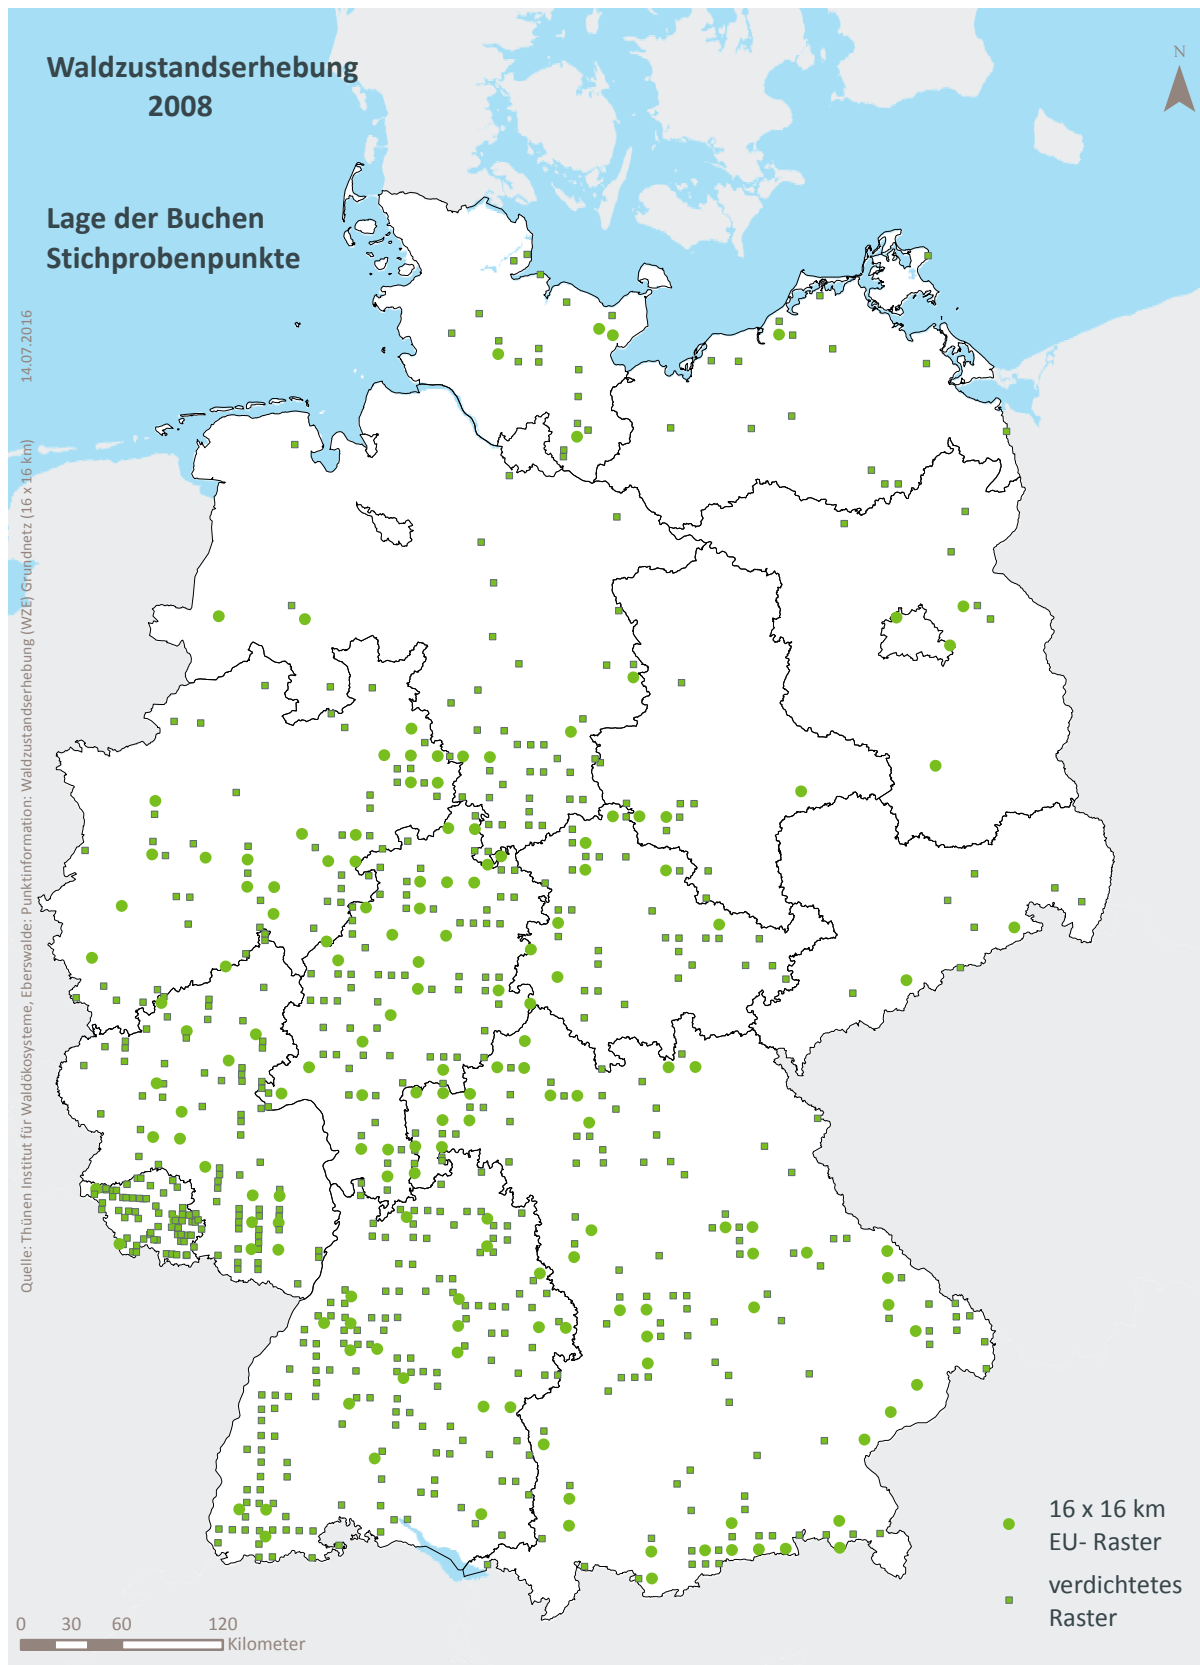 Waldzustandserhebung
2008
Lage der Buchen
Stichprobenpunkte
N
Quelle: Thünen Institut für Waldökosysteme, Eberswalde: Punktinformation: Waldzustandserhebung (WZE) Grundnetz (16 x 16 km) 14.07.2016
16 x 16 km
EU- Raster
verdichtetes
Raster
0 30 60 120
Kilometer